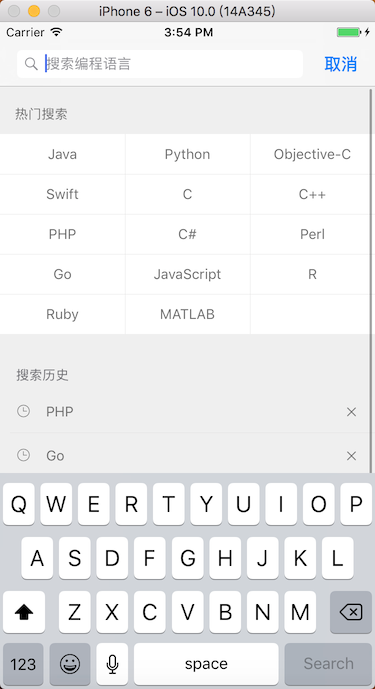 iPhone 6 – iOS 10.0 (14A345)
Carrier 3:54 PM
搜索编程语言 取消
热门搜索
Java Python Objective-C
Swift C C++
PHP C# Perl
Go JavaScript R
Ruby MATLAB
搜索历史
PHP
Go
Q W E R T Y U I O P
A S D F G H J K L
Z X C V B N M
123 space Search